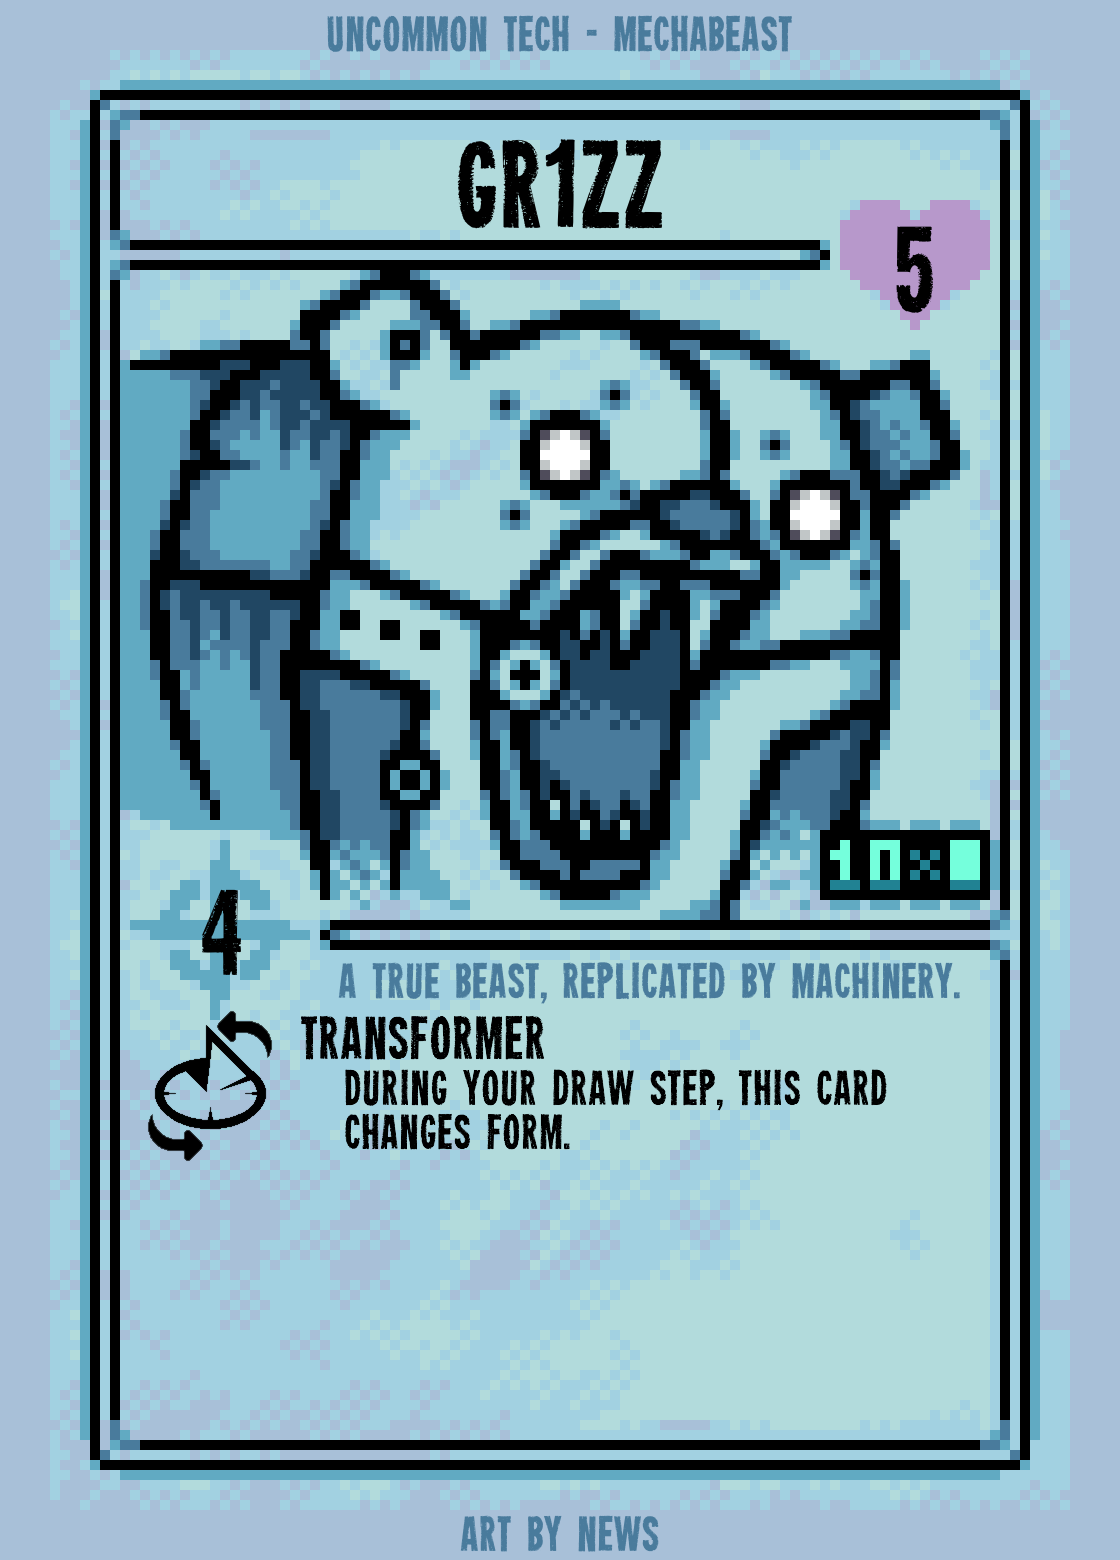 UNCOMMON TECH - MECHABEAST
GR1ZZ
5
10×
4
A TRUE BEAST, REPLICATED BY MACHINERY.
TRANSFORMER
DURING YOUR DRAW STEP, THIS CARD
CHANGES FORM.
ART BY NEWS